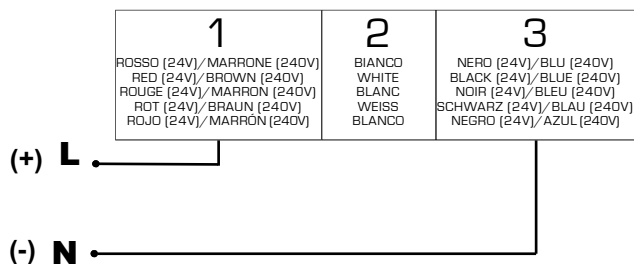 1
ROSSO (24V)/MARRONE (240V)
RED (24V)/BROWN (240V)
ROUGE (24V)/MARRON (240V)
ROT (24V)/BRAUN (240V)
ROJO (24V)/MARRÓN (240V)
2
BIANCO
WHITE
BLANC
WEISS
BLANCO
3
NERO (24V)/BLU (240V)
BLACK (24V)/BLUE (240V)
NOIR (24V)/BLEU (240V)
SCHWARZ (24V)/BLAU (240V)
NEGRO (24V)/AZUL (240V)
(+) L
(-) N